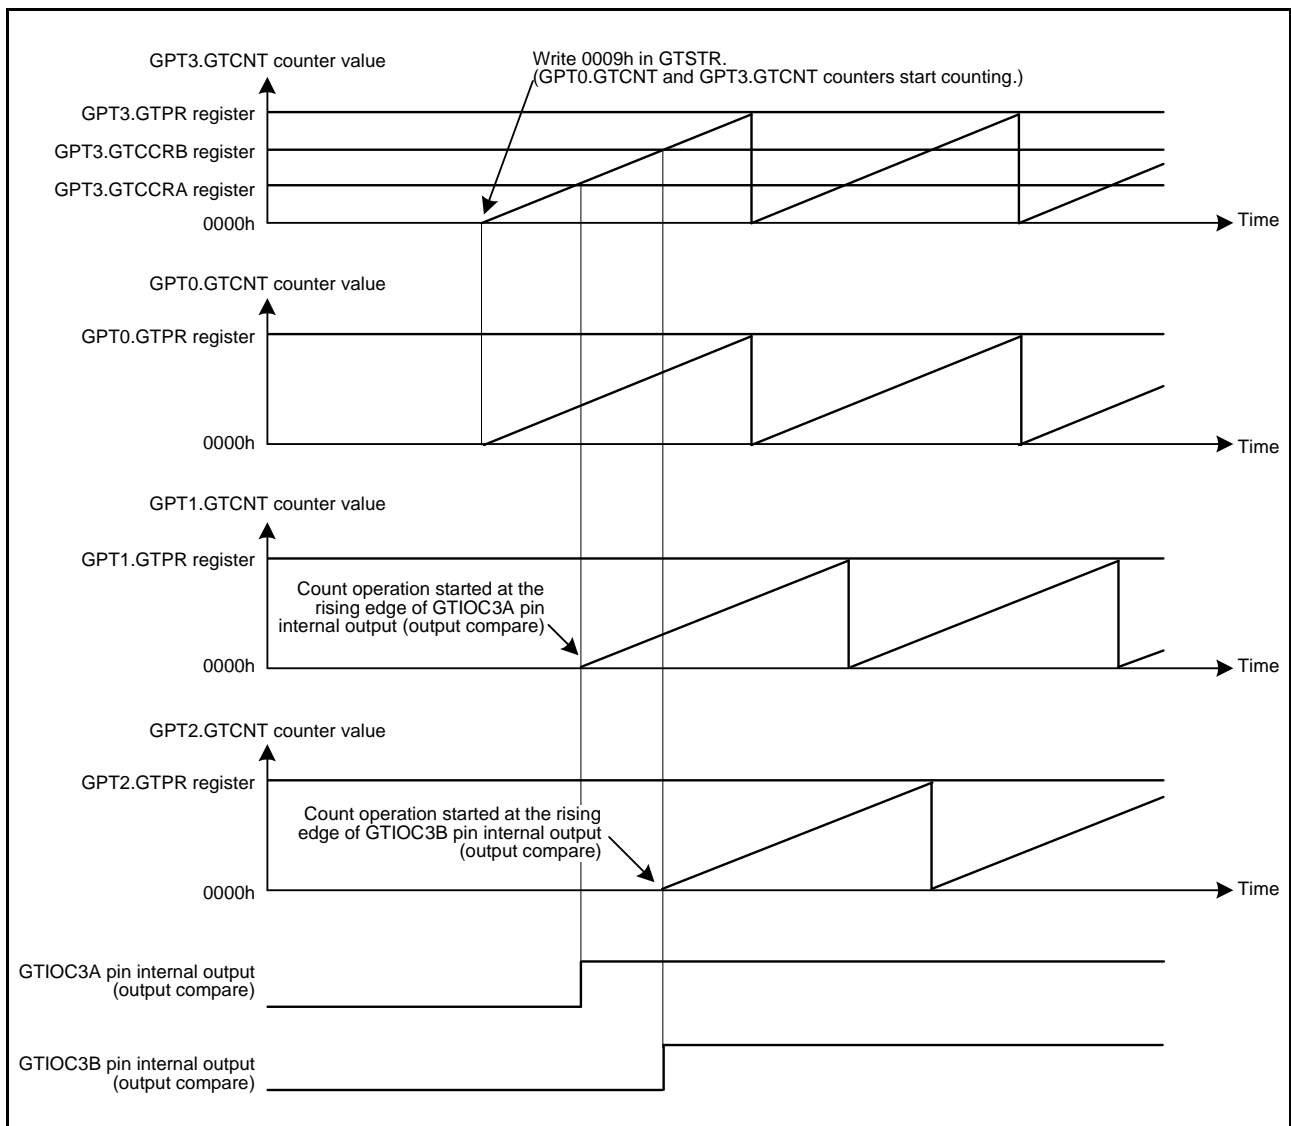 GPT3.GTCNT counter value
Write 0009h in GTSTR.
(GPT0.GTCNT and GPT3.GTCNT counters start counting.)
GPT3.GTPR register
GPT3.GTCCRB register
GPT3.GTCCRA register
0000h
Time
GPT0.GTCNT counter value
GPT0.GTPR register
0000h
Time
GPT1.GTCNT counter value
GPT1.GTPR register
Count operation started at the
rising edge of GTIOC3A pin
internal output (output compare)
0000h
Time
GPT2.GTCNT counter value
GPT2.GTPR register
Count operation started at the rising
edge of GTIOC3B pin internal output
(output compare)
0000h
Time
GTIOC3A pin internal output
(output compare)
GTIOC3B pin internal output
(output compare)